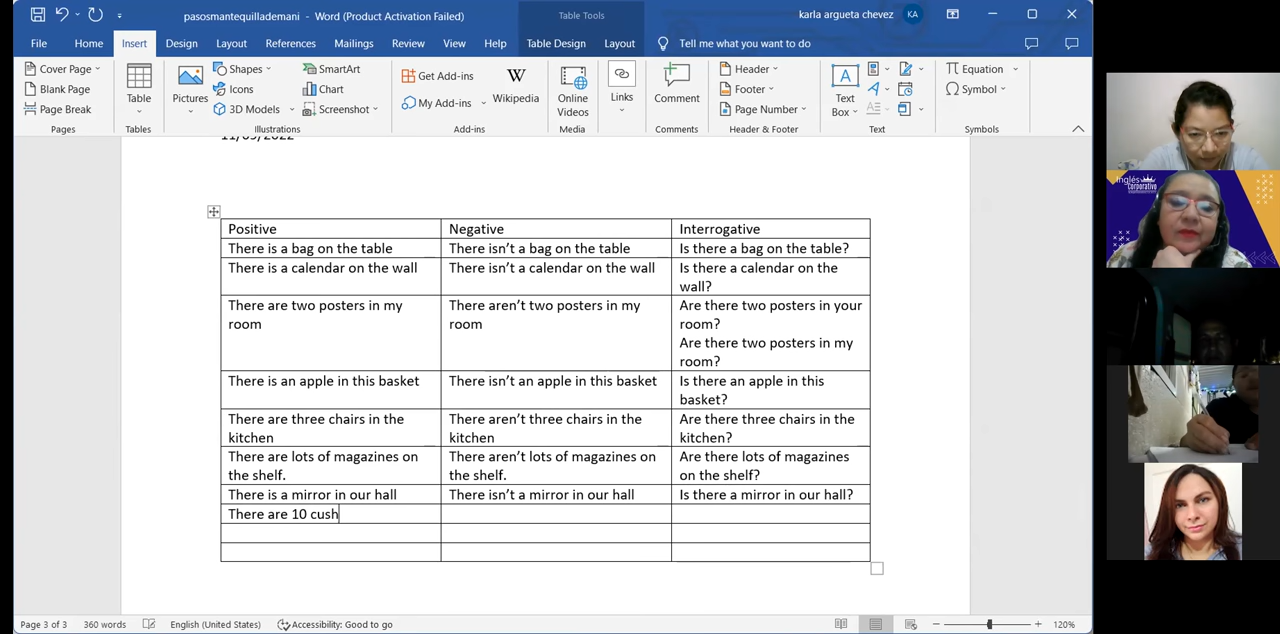 pasosmantequillademani - Word (Product Activation Failed)
Table Tools
karla argueta chevez KA
File Home Insert Design Layout References Mailings Review View Help Table Design Layout Tell me what you want to do
Cover Page
Blank Page
Page Break
Pages
Table
Tables
Pictures
Shapes
Icons
3D Models
SmartArt
Chart
Screenshot
Illustrations
Get Add-ins
My Add-ins
Wikipedia
Add-ins
Online
Videos
Media
Links
Comment
Comments
Header
Footer
Page Number
Header & Footer
Text
Box
Text
Equation
Symbol
Symbols
11/05/2022
Positive Negative Interrogative
There is a bag on the table There isn't a bag on the table Is there a bag on the table?
There is a calendar on the wall There isn't a calendar on the wall Is there a calendar on the
wall?
There are two posters in my There aren't two posters in my Are there two posters in your
room room room?
Are there two posters in my
room?
There is an apple in this basket There isn't an apple in this basket Is there an apple in this
basket?
There are three chairs in the There aren't three chairs in the Are there three chairs in the
kitchen kitchen kitchen?
There are lots of magazines on There aren't lots of magazines on Are there lots of magazines
the shelf. the shelf. on the shelf?
There is a mirror in our hall There isn't a mirror in our hall Is there a mirror in our hall?
There are 10 cush
Page 3 of 3 360 words English (United States) Accessibility: Good to go 120%
Inglés
Corporativo